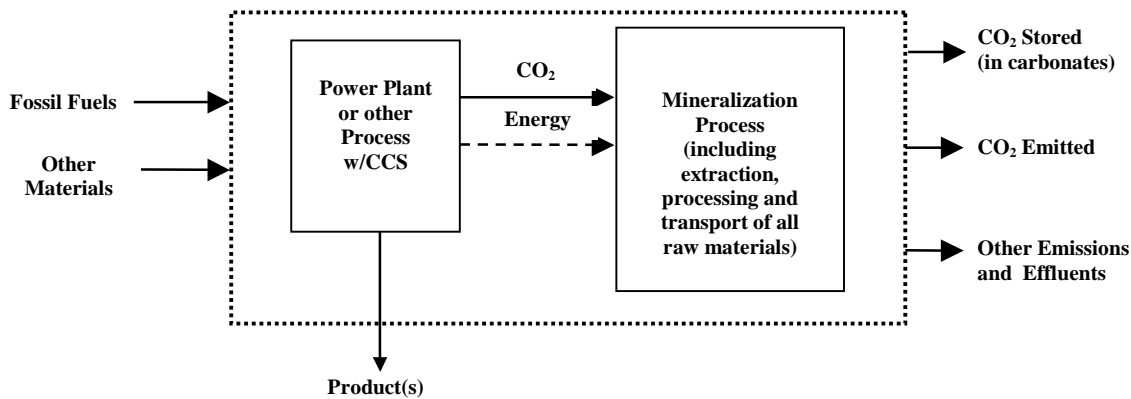 Fossil Fuels
Other
Materials
Power Plant
or other
Process
w/CCS
CO₂
Energy
Mineralization
Process
(including
extraction,
processing and
transport of all
raw materials)
CO₂ Stored
(in carbonates)
CO₂ Emitted
Other Emissions
and Effluents
Product(s)